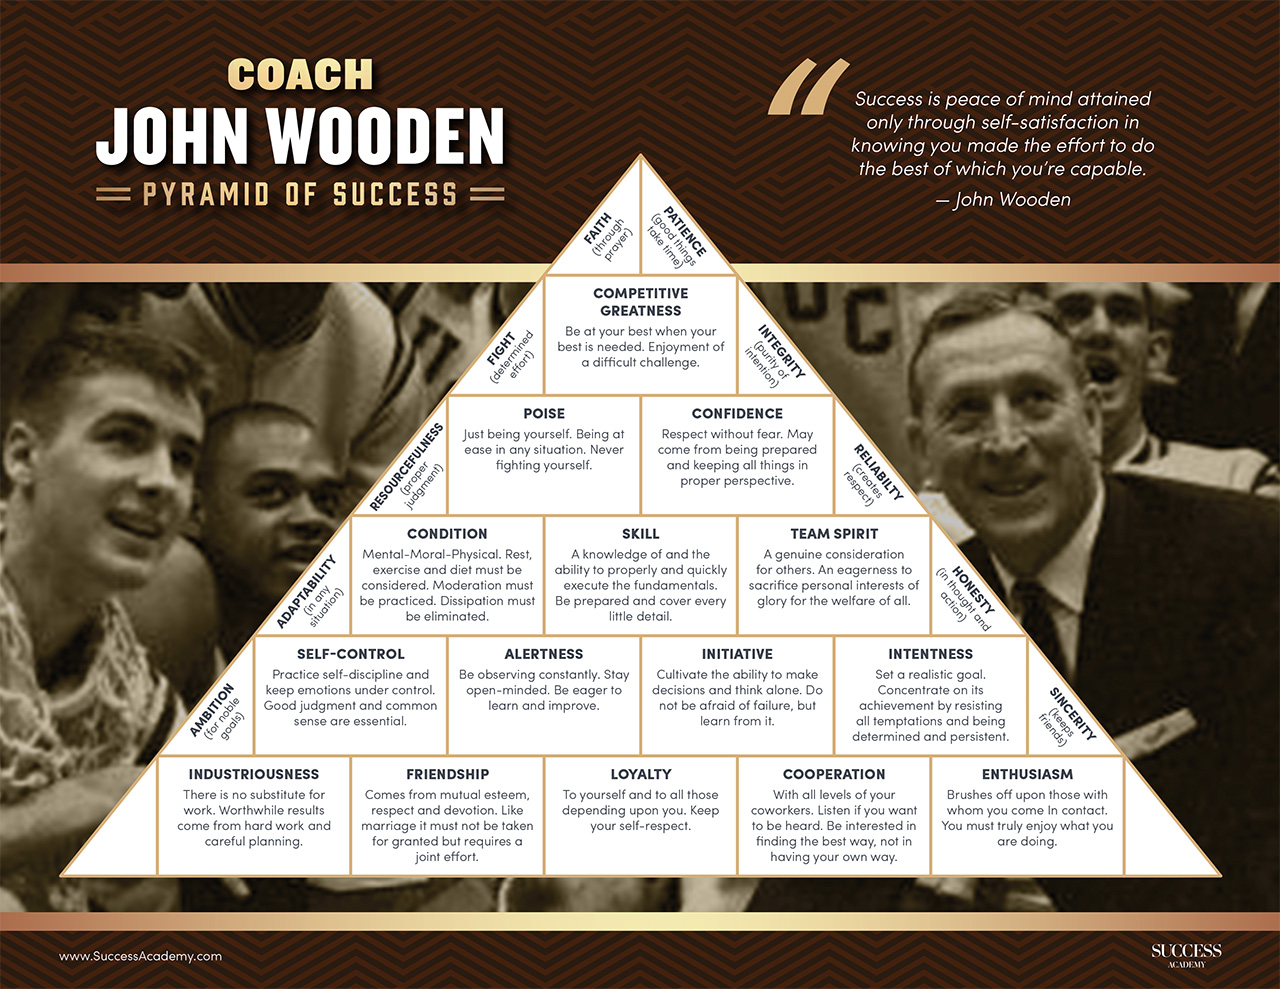 COACH
JOHN WOODEN
PYRAMID OF SUCCESS
“
Success is peace of mind attained
only through self-satisfaction in
knowing you made the effort to do
the best of which you’re capable.
— John Wooden
FAITH
(through
prayer)
PATIENCE
(good things
take time)
COMPETITIVE
GREATNESS
Be at your best when your
best is needed. Enjoyment of
a difficult challenge.
FIGHT
(determined
effort)
INTEGRITY
(purity of
intention)
POISE
Just being yourself. Being at
ease in any situation. Never
fighting yourself.
CONFIDENCE
Respect without fear. May
come from being prepared
and keeping all things in
proper perspective.
RESOURCEFULNESS
(proper
judgment)
RELIABILTY
(creates
respect)
CONDITION
Mental-Moral-Physical. Rest,
exercise and diet must be
considered. Moderation must
be practiced. Dissipation must
be eliminated.
SKILL
A knowledge of and the
ability to properly and quickly
execute the fundamentals.
Be prepared and cover every
little detail.
TEAM SPIRIT
A genuine consideration
for others. An eagerness to
sacrifice personal interests of
glory for the welfare of all.
ADAPTABILITY
(in any
situation)
HONESTY
(in thought and
action)
SELF-CONTROL
Practice self-discipline and
keep emotions under control.
Good judgment and common
sense are essential.
ALERTNESS
Be observing constantly. Stay
open-minded. Be eager to
learn and improve.
INITIATIVE
Cultivate the ability to make
decisions and think alone. Do
not be afraid of failure, but
learn from it.
INTENTNESS
Set a realistic goal.
Concentrate on its
achievement by resisting
all temptations and being
determined and persistent.
AMBITION
(for noble
goals)
SINCERITY
(keeps
friends)
INDUSTRIOUSNESS
There is no substitute for
work. Worthwhile results
come from hard work and
careful planning.
FRIENDSHIP
Comes from mutual esteem,
respect and devotion. Like
marriage it must not be taken
for granted but requires a
joint effort.
LOYALTY
To yourself and to all those
depending upon you. Keep
your self-respect.
COOPERATION
With all levels of your
coworkers. Listen if you want
to be heard. Be interested in
finding the best way, not in
having your own way.
ENTHUSIASM
Brushes off upon those with
whom you come In contact.
You must truly enjoy what you
are doing.
www.SuccessAcademy.com
SUCCESS
ACADEMY